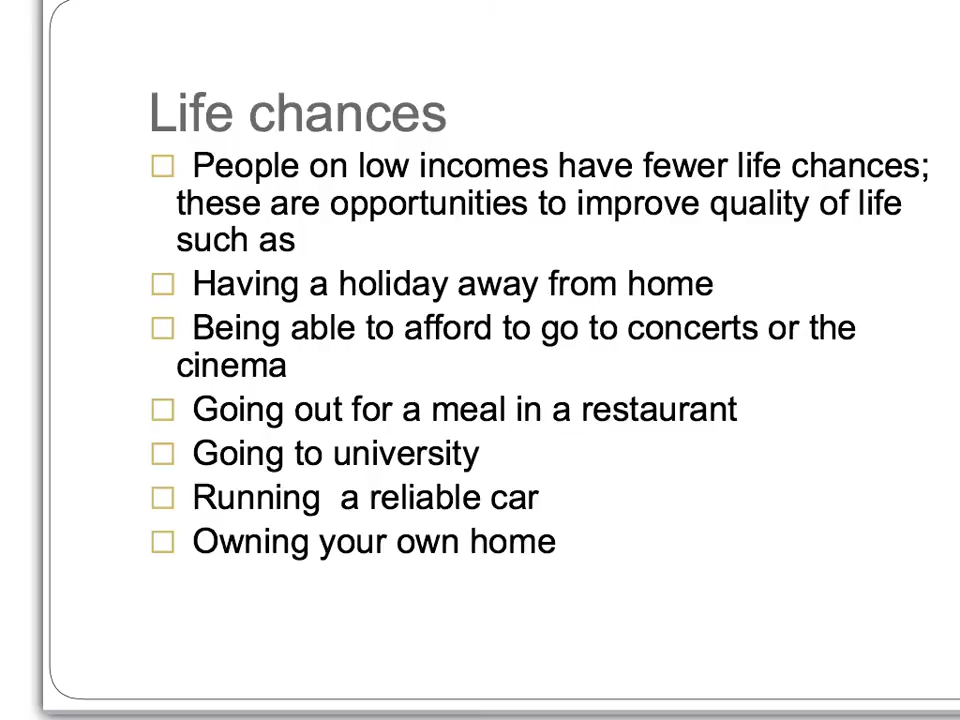 Life chances
People on low incomes have fewer life chances;
these are opportunities to improve quality of life
such as
Having a holiday away from home
Being able to afford to go to concerts or the
cinema
Going out for a meal in a restaurant
Going to university
Running  a reliable car
Owning your own home